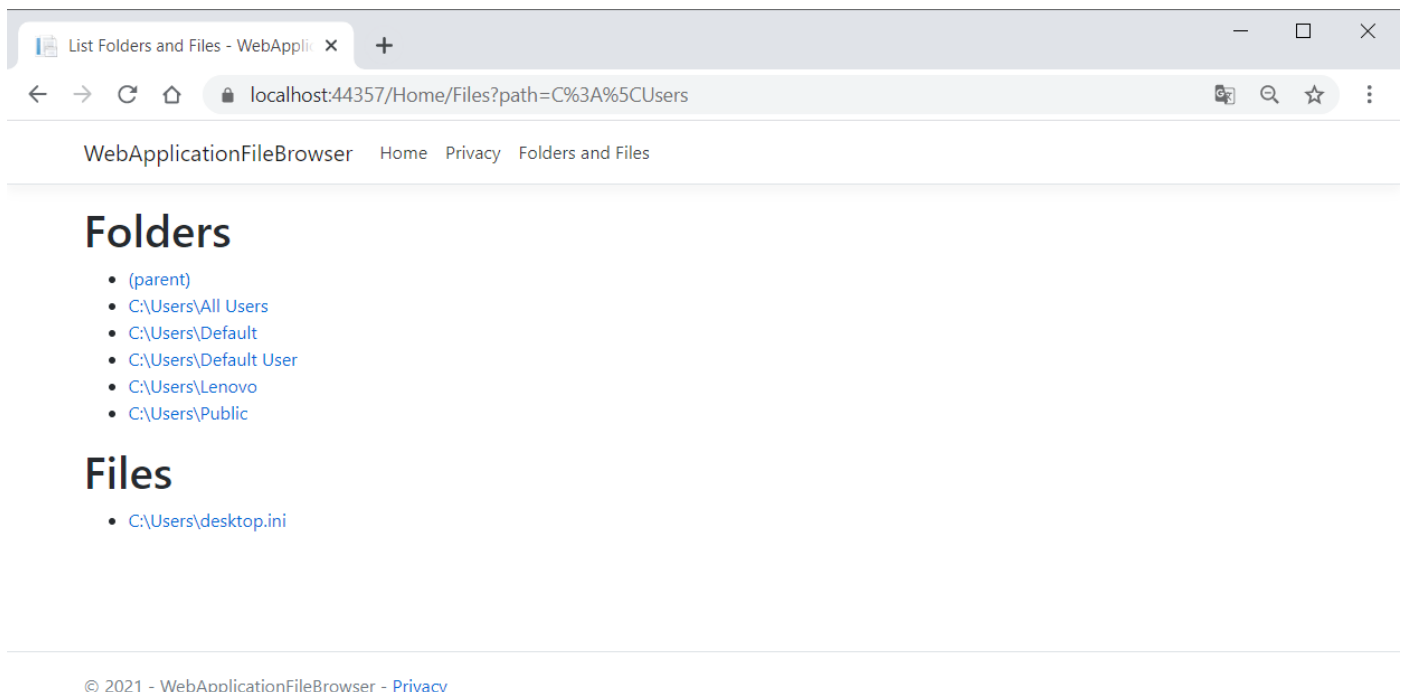 List Folders and Files - WebApplic
localhost:44357/Home/Files?path=C%3A%5CUsers
WebApplicationFileBrowser Home Privacy Folders and Files
Folders
(parent)
C:\Users\All Users
C:\Users\Default
C:\Users\Default User
C:\Users\Lenovo
C:\Users\Public
Files
C:\Users\desktop.ini
© 2021 - WebApplicationFileBrowser - Privacy